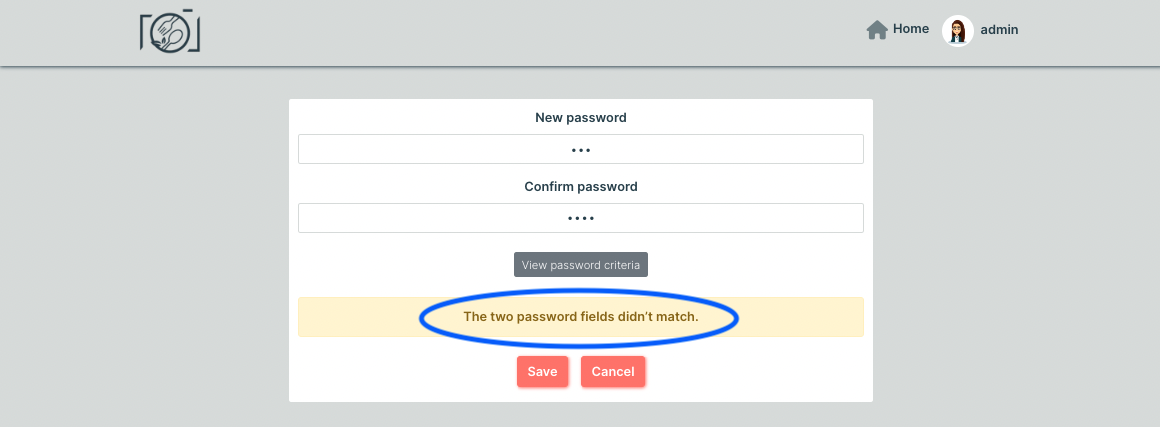 Home
admin
New password
•••
Confirm password
••••
View password criteria
The two password fields didn't match.
Save
Cancel